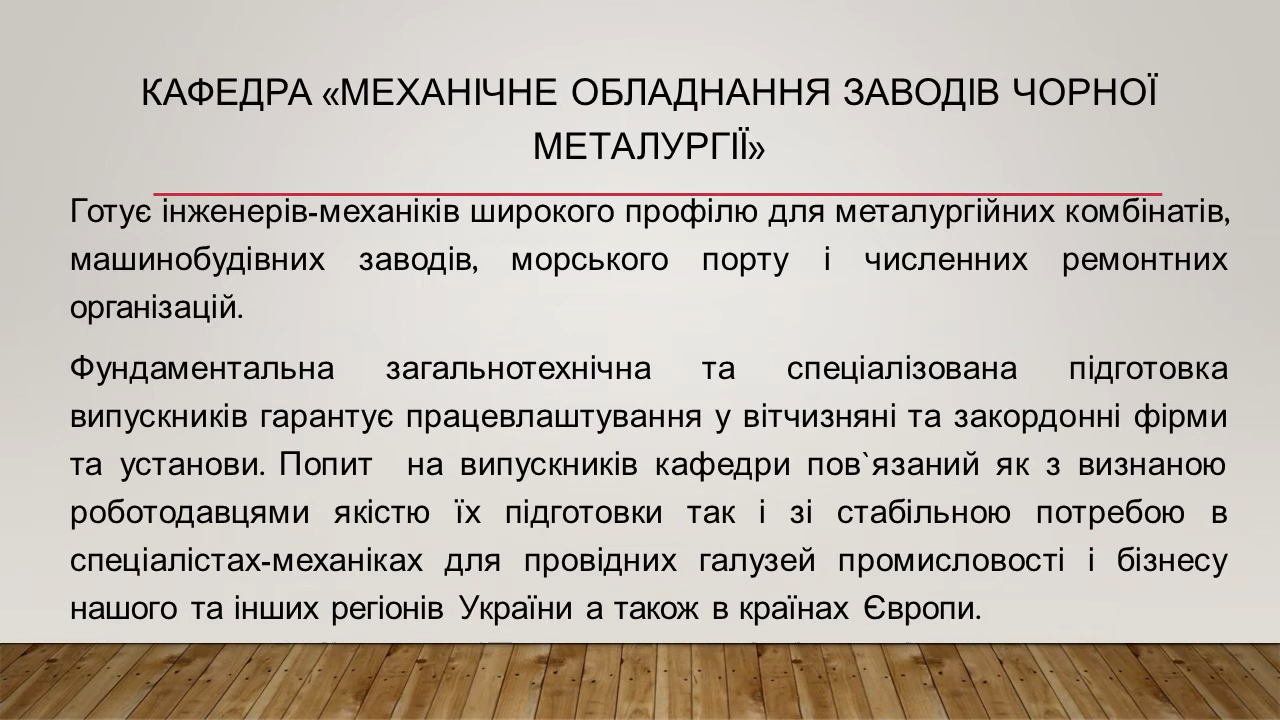 КАФЕДРА «МЕХАНІЧНЕ ОБЛАДНАННЯ ЗАВОДІВ ЧОРНОЇ
МЕТАЛУРГІЇ»
Готує інженерів-механіків широкого профілю для металургійних комбінатів,
машинобудівних заводів, морського порту і численних ремонтних
організацій.
Фундаментальна загальнотехнічна та спеціалізована підготовка
випускників гарантує працевлаштування у вітчизняні та закордонні фірми
та установи. Попит на випускників кафедри пов`язаний як з визнаною
роботодавцями якістю їх підготовки так і зі стабільною потребою в
спеціалістах-механіках для провідних галузей промисловості і бізнесу
нашого та інших регіонів України а також в країнах Європи.